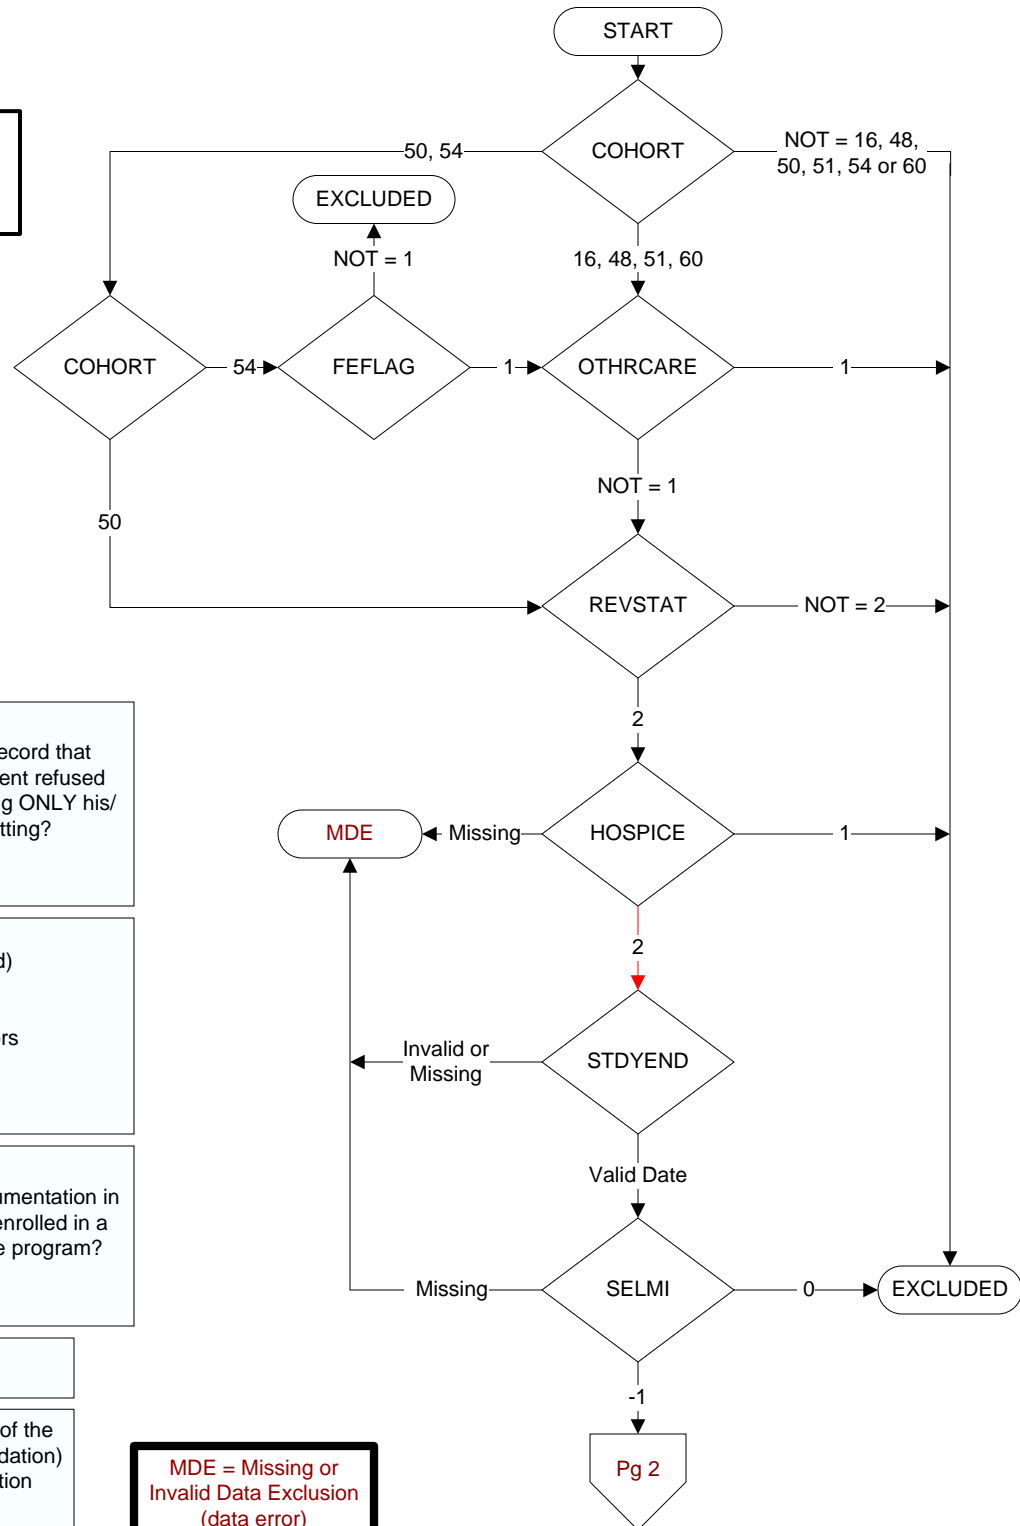 START
COHORT
50, 54
NOT = 16, 48,
50, 51, 54 or 60
EXCLUDED
NOT = 1
16, 48, 51, 60
COHORT
54
FEFLAG
1
OTHRCARE
1
NOT = 1
50
REVSTAT
NOT = 2
2
ecord that
ent refused
g ONLY his/
tting?
MDE
Missing
HOSPICE
1
2
d)
rs
Invalid or
Missing
STDYEND
Valid Date
umentation in
enrolled in a
e program?
Missing
SELMI
0
EXCLUDED
-1
of the
dation)
tion
MDE = Missing or
Invalid Data Exclusion
(data error)
Pg 2